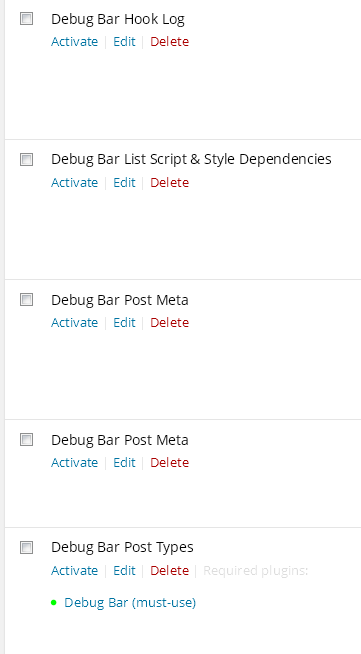 Debug Bar Hook Log
Activate | Edit | Delete
Debug Bar List Script & Style Dependencies
Activate | Edit | Delete
Debug Bar Post Meta
Activate | Edit | Delete
Debug Bar Post Meta
Activate | Edit | Delete
Debug Bar Post Types
Activate | Edit | Delete | Required plugins:
Debug Bar (must-use)